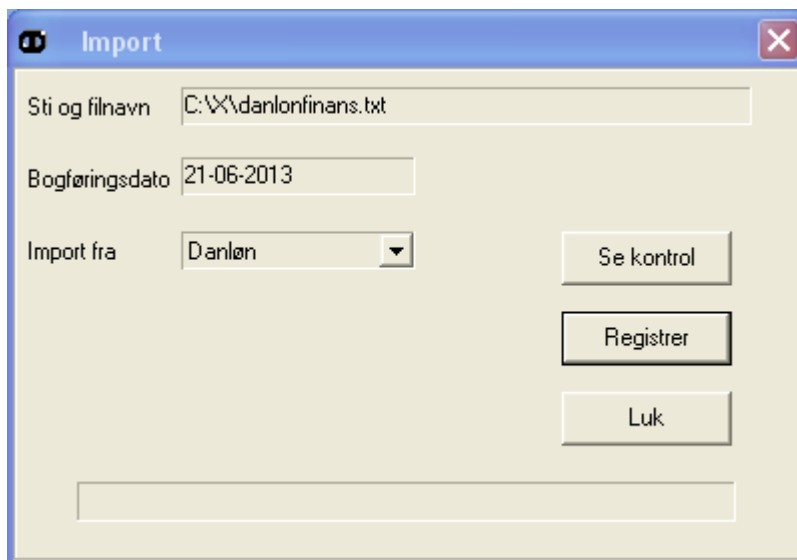 Import
Sti og filnavn C:\X\danlonfinans.txt
Bogføringsdato 21-06-2013
Import fra Danløn
Se kontrol
Registrer
Luk